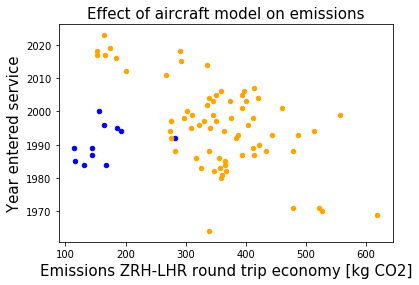 Effect of aircraft model on emissions
Year entered service
2020
2010
2000
1990
1980
1970
100 200 300 400 500 600
Emissions ZRH-LHR round trip economy [kg CO2]